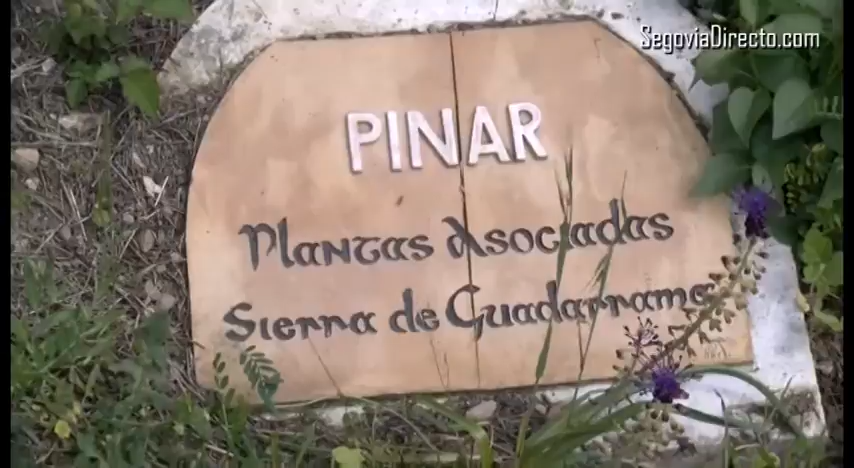 SegoviaDirecto.com
PINAR
Plantas Asociadas
Sierra de Guadarrama